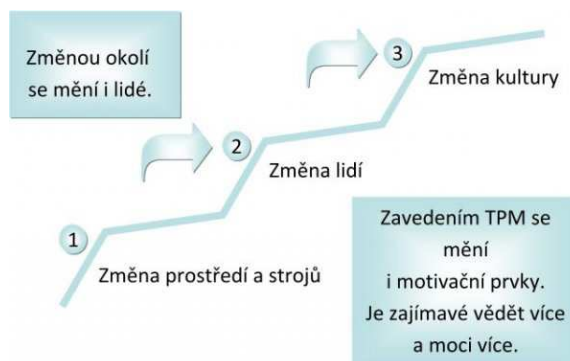 Změnou okolí
se mění i lidé.
3
Změna kultury
2
Změna lidí
1
Změna prostředí a strojů
Zavedením TPM se
mění
i motivační prvky.
Je zajímavé vědět více
a moci více.